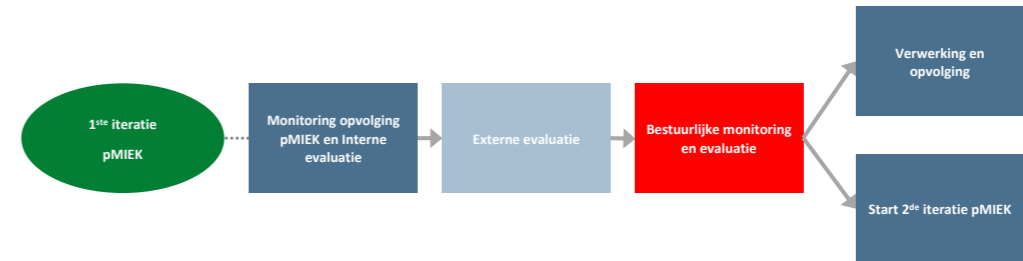 1ste iteratie
pMIEK
Monitoring opvolging
pMIEK en Interne
evaluatie
Externe evaluatie
Bestuurlijke monitoring
en evaluatie
Verwerking en
opvolging
Start 2de iteratie pMIEK